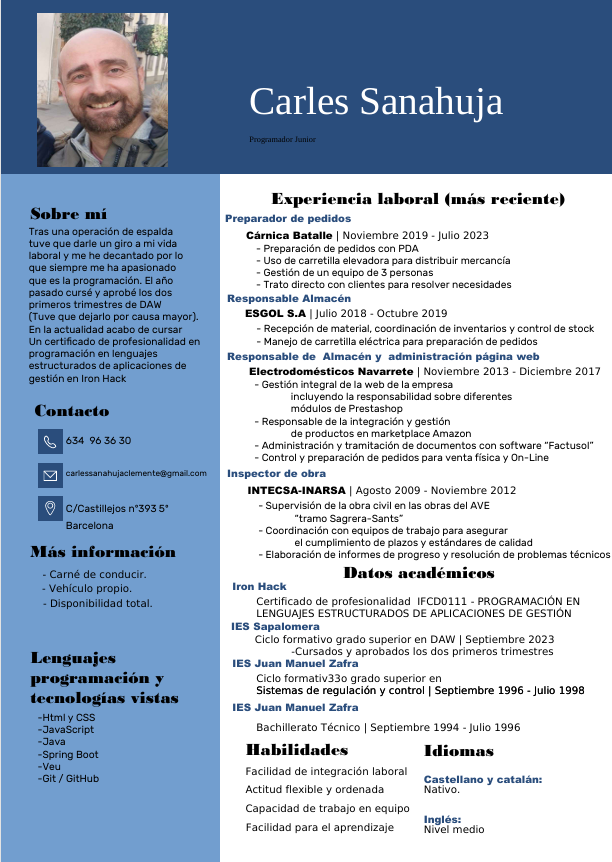 Carles Sanahuja
Programador Junior
Sobre mí
Tras una operación de espalda
tuve que darle un giro a mi vida
laboral y me he decantado por lo
que siempre me ha apasionado
que es la programación. El año
pasado cursé y aprobé los dos
primeros trimestres de DAW
(Tuve que dejarlo por causa mayor).
En la actualidad acabo de cursar
Un certificado de profesionalidad en
programación en lenguajes
estructurados de aplicaciones de
gestión en Iron Hack
Contacto
634 96 36 30
carlessanahujaclemente@gmail.com
C/Castillejos nº393 5ª
Barcelona
Más información
- Carné de conducir.
- Vehículo propio.
- Disponibilidad total.
Lenguajes
programación y
tecnologías vistas
-Html y CSS
-JavaScript
-Java
-Spring Boot
-Veu
-Git / GitHub
Experiencia laboral (más reciente)
Preparador de pedidos
Cárnica Batalle | Noviembre 2019 - Julio 2023
- Preparación de pedidos con PDA
- Uso de carretilla elevadora para distribuir mercancía
- Gestión de un equipo de 3 personas
- Trato directo con clientes para resolver necesidades
Responsable Almacén
ESGOL S.A | Julio 2018 - Octubre 2019
- Recepción de material, coordinación de inventarios y control de stock
- Manejo de carretilla eléctrica para preparación de pedidos
Responsable de Almacén y administración página web
Electrodomésticos Navarrete | Noviembre 2013 - Diciembre 2017
- Gestión integral de la web de la empresa
incluyendo la responsabilidad sobre diferentes
módulos de Prestashop
- Responsable de la integración y gestión
de productos en marketplace Amazon
- Administración y tramitación de documentos con software “Factusol”
- Control y preparación de pedidos para venta física y On-Line
Inspector de obra
INTECSA-INARSA | Agosto 2009 - Noviembre 2012
- Supervisión de la obra civil en las obras del AVE
“tramo Sagrera-Sants”
- Coordinación con equipos de trabajo para asegurar
el cumplimiento de plazos y estándares de calidad
- Elaboración de informes de progreso y resolución de problemas técnicos
Datos académicos
Iron Hack
Certificado de profesionalidad IFCD0111 - PROGRAMACIÓN EN
LENGUAJES ESTRUCTURADOS DE APLICACIONES DE GESTIÓN
IES Sapalomera
Ciclo formativo grado superior en DAW | Septiembre 2023
-Cursados y aprobados los dos primeros trimestres
IES Juan Manuel Zafra
Ciclo formativ33o grado superior en
Sistemas de regulación y control | Septiembre 1996 - Julio 1998
IES Juan Manuel Zafra
Bachillerato Técnico | Septiembre 1994 - Julio 1996
Habilidades
Facilidad de integración laboral
Actitud flexible y ordenada
Capacidad de trabajo en equipo
Facilidad para el aprendizaje
Idiomas
Castellano y catalán:
Nativo.
Inglés:
Nivel medio